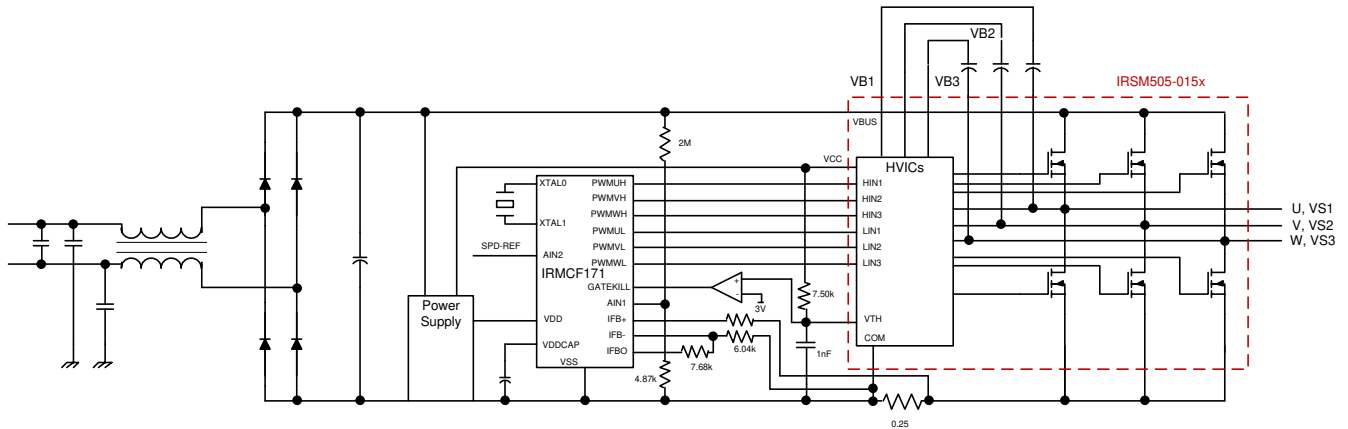 VB2
VB1
VB3
IRSM505-015x
VBUS
2M
VCC
HVICs
XTAL0
PWMUH
HIN1
PWMVH
HIN2
PWMWH
HIN3
U, VS1
XTAL1
PWMUL
LIN1
V, VS2
SPD-REF
AIN2
PWMVL
LIN2
W, VS3
PWMWL
LIN3
IRMCF171
GATEKILL
+
-
7.50k
3V
Power
Supply
AIN1
VDD
IFB+
VTH
IFB-
COM
VDDCAP
IFBO
6.04k
1nF
VSS
7.68k
4.87k
0.25